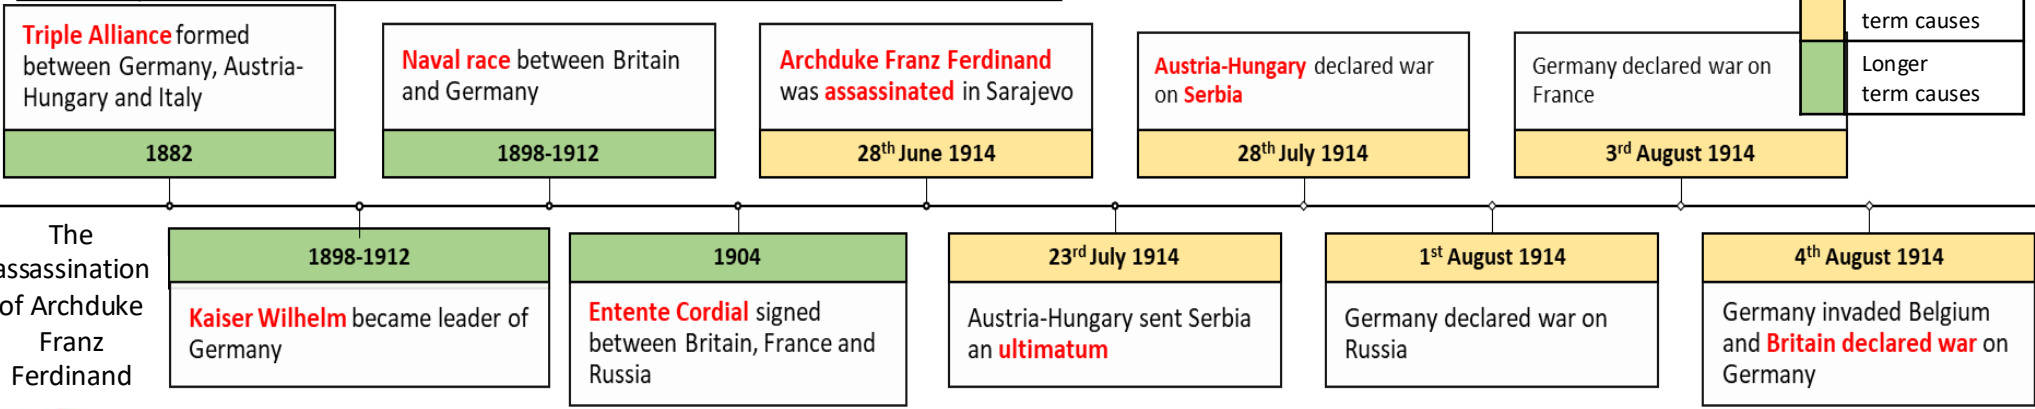 Triple Alliance formed
between Germany, Austria-
Hungary and Italy
1882
Naval race between Britain
and Germany
1898-1912
Archduke Franz Ferdinand
was assassinated in Sarajevo
28th June 1914
Austria-Hungary declared war
on Serbia
28th July 1914
Germany declared war on
France
3rd August 1914
term causes
Longer
term causes
The
assassination
of Archduke
Franz
Ferdinand
1898-1912
Kaiser Wilhelm became leader of
Germany
1904
Entente Cordial signed
between Britain, France and
Russia
23rd July 1914
Austria-Hungary sent Serbia
an ultimatum
1st August 1914
Germany declared war on
Russia
4th August 1914
Germany invaded Belgium
and Britain declared war on
Germany